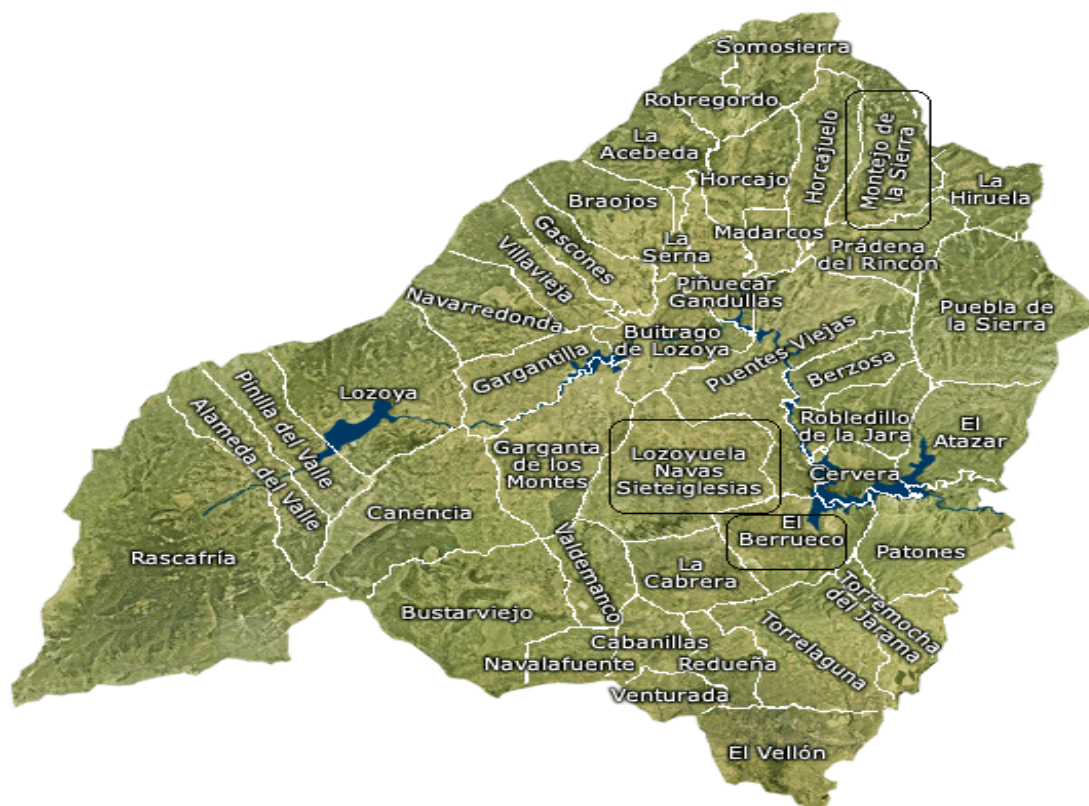 Somosierra
Robregordo
La
Acebeda
Horcajo
Horcajuelo
Montejo de
la Sierra
La
Hiruela
Braojos
Gascones
Villavieja
La
Serna
Madarcos
Prádena
del Rincón
Navarredonda
Piñuecar
Gandullas
Puebla de
la Sierra
Buitrago
de Lozoya
Gargantilla
Puentes Viejas
Berzosa
Lozoya
Pinilla del Valle
Alameda del Valle
Robledillo
de la Jara
El
Atazar
Garganta
de los
Montes
Lozoyuela
Navas
Sieteiglesias
Cervera
Canencia
El
Berrueco
Rascafría
Valdemanco
La
Cabrera
Patones
Bustarviejo
Torremocha
del Jarama
Torrelaguna
Cabanillas
Navalafuente
Redueña
Venturada
El Vellón